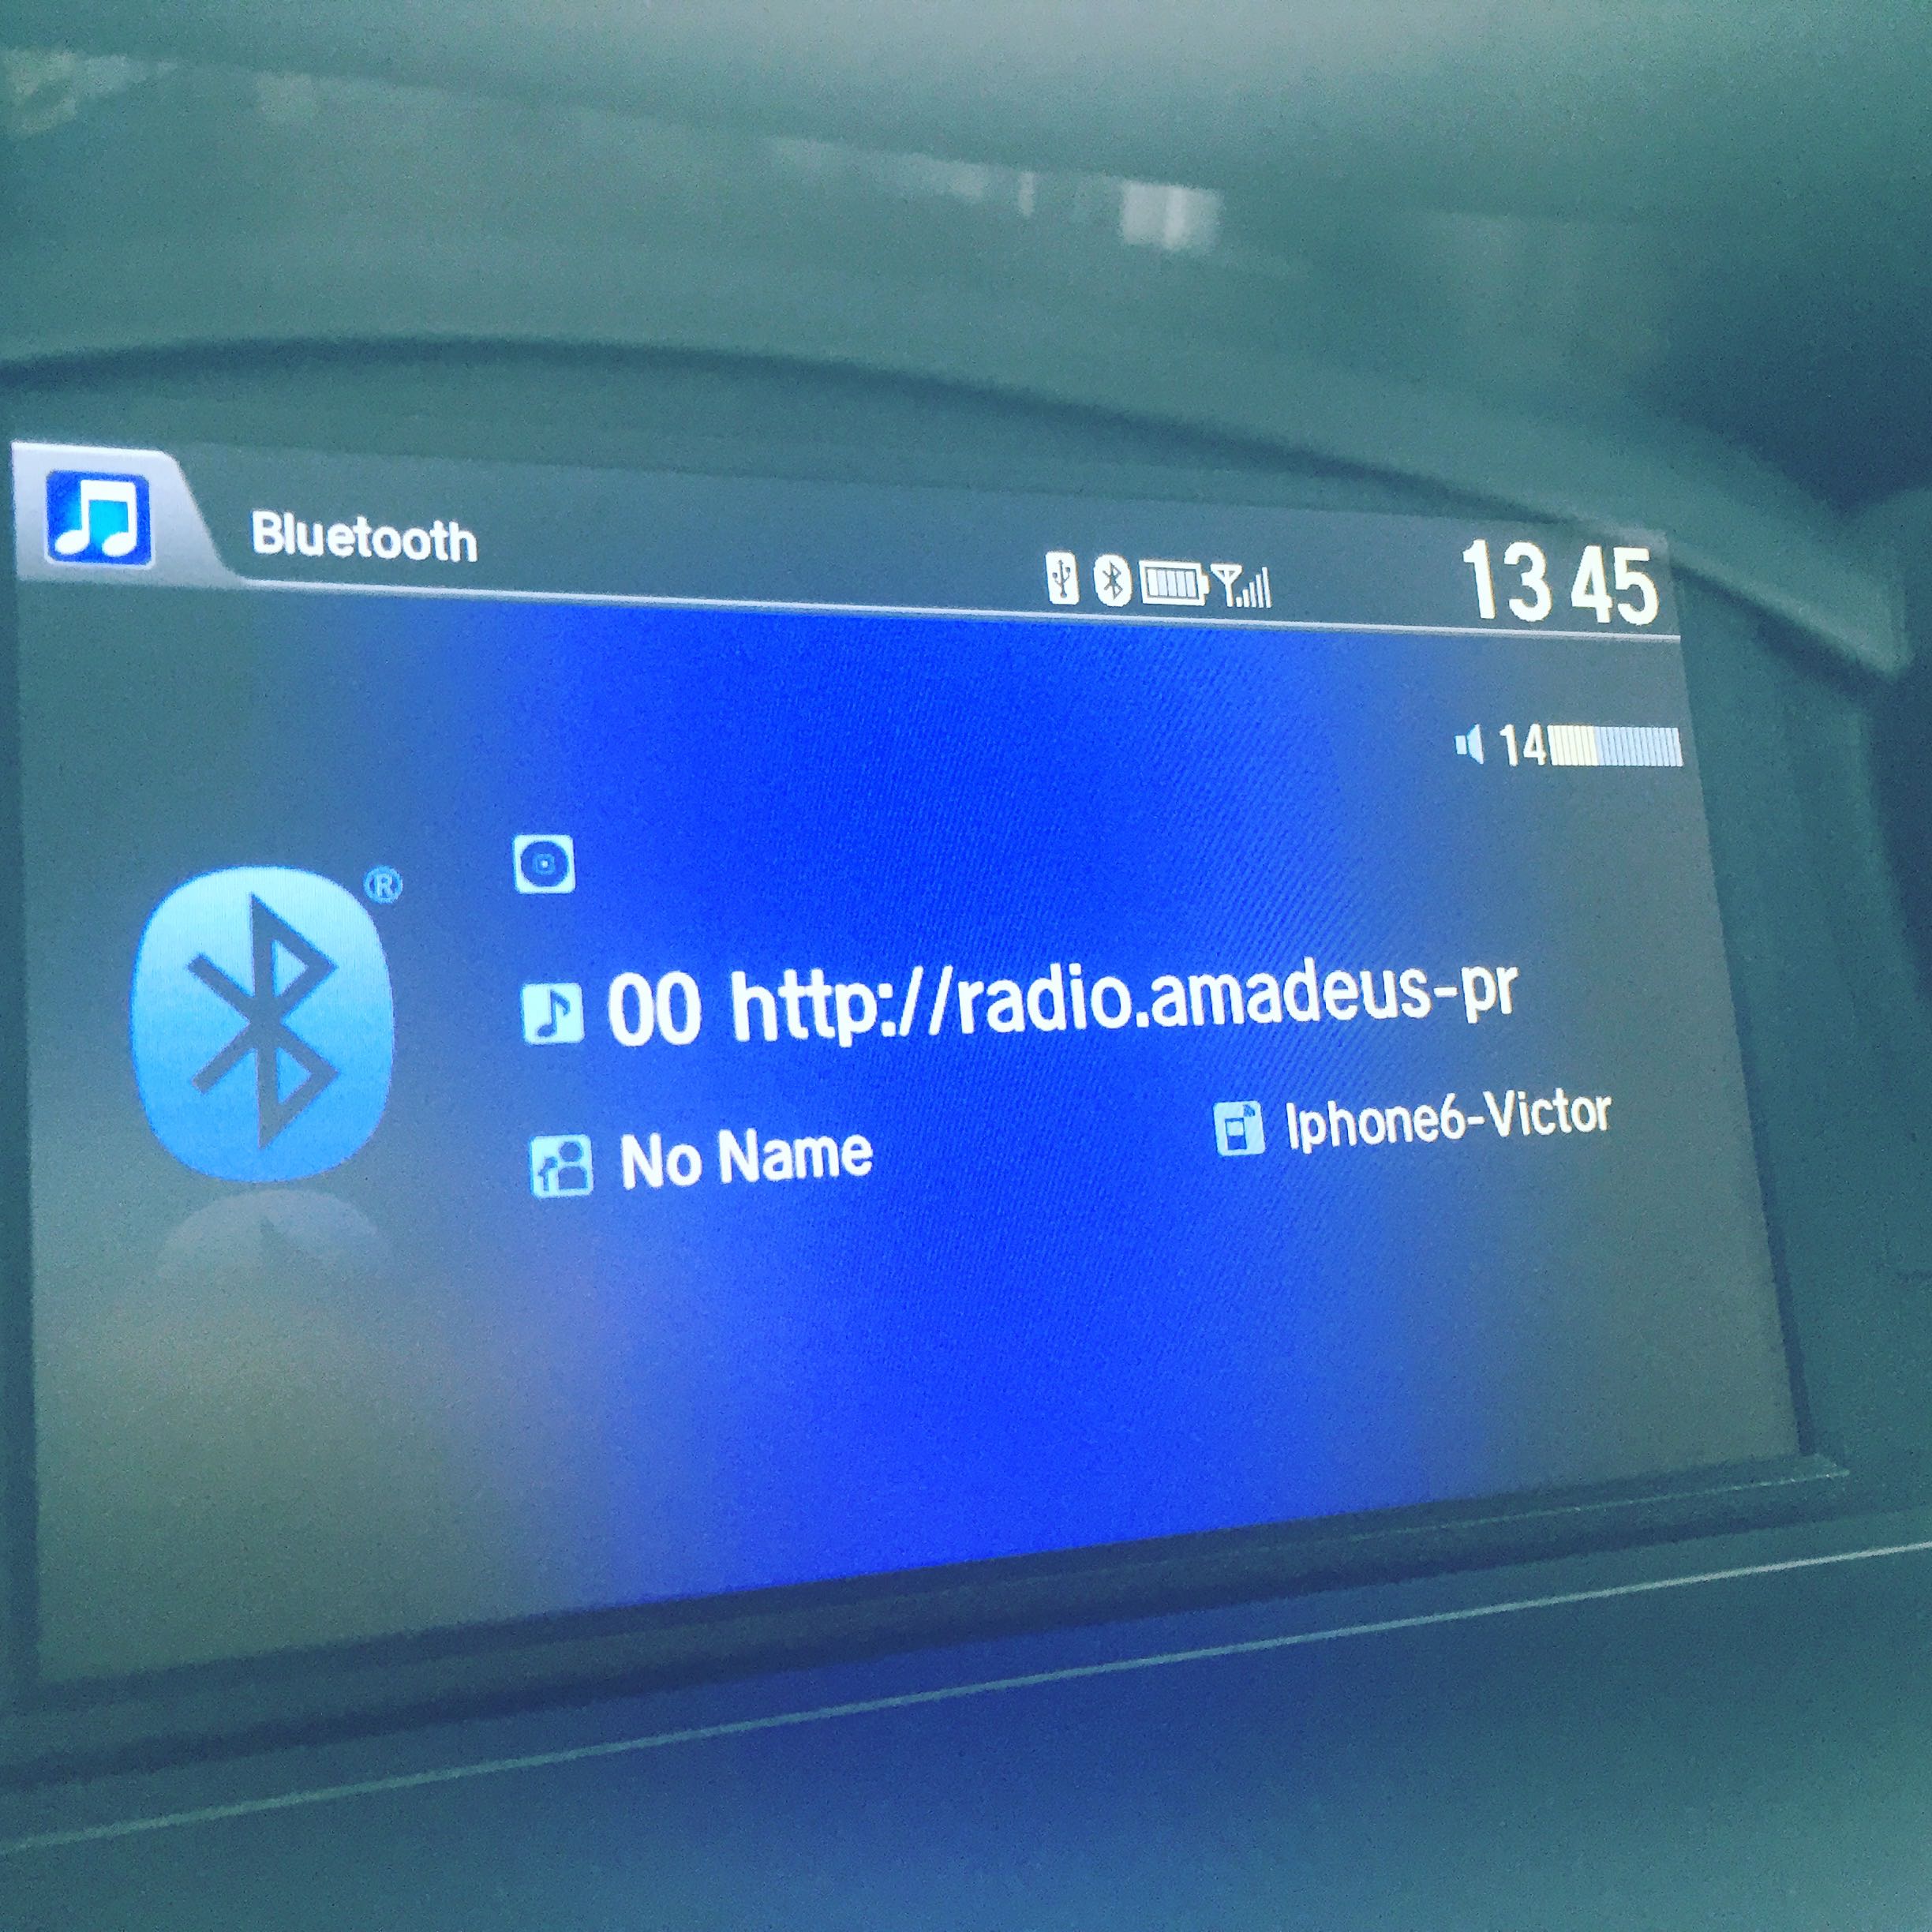 Bluetooth
13 45
14
®
00 http://radio.amadeus-pr
No Name
Iphone6-Victor